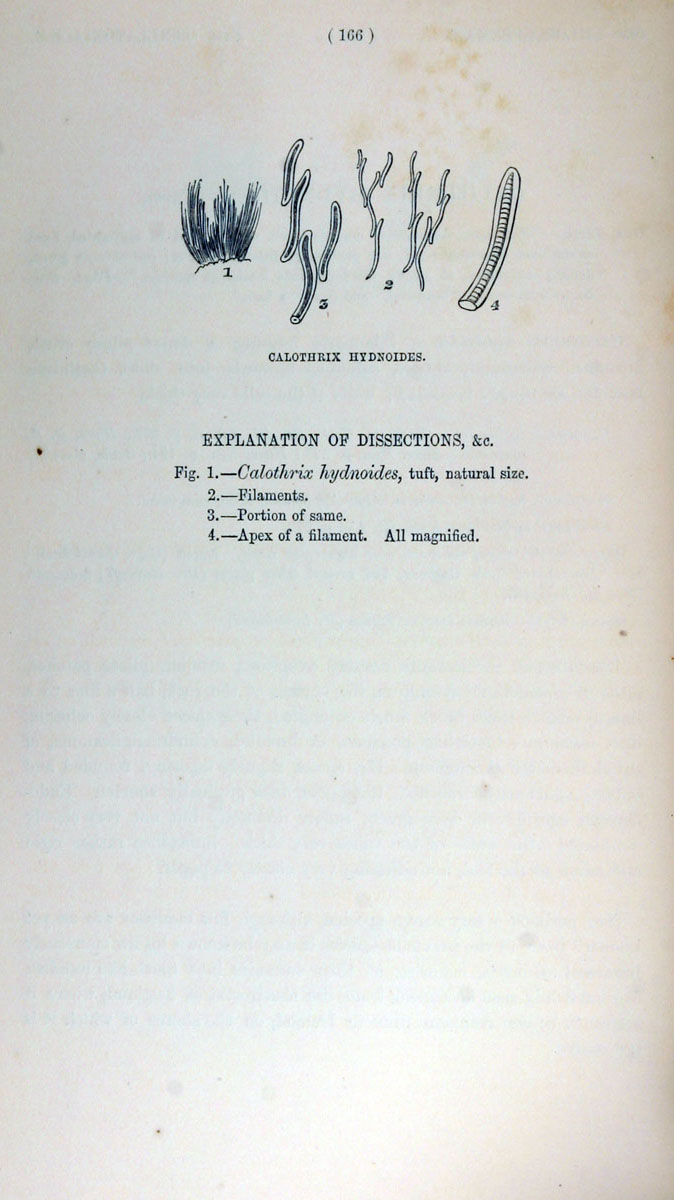 ( 166 )
1
3
2
4
CALOTHRIX HYDNOIDES.
EXPLANATION OF DISSECTIONS, &c.
Fig. 1.—Calothrix hydnoides, tuft, natural size.
2.—Filaments.
3.—Portion of same.
4.—Apex of a filament. All magnified.